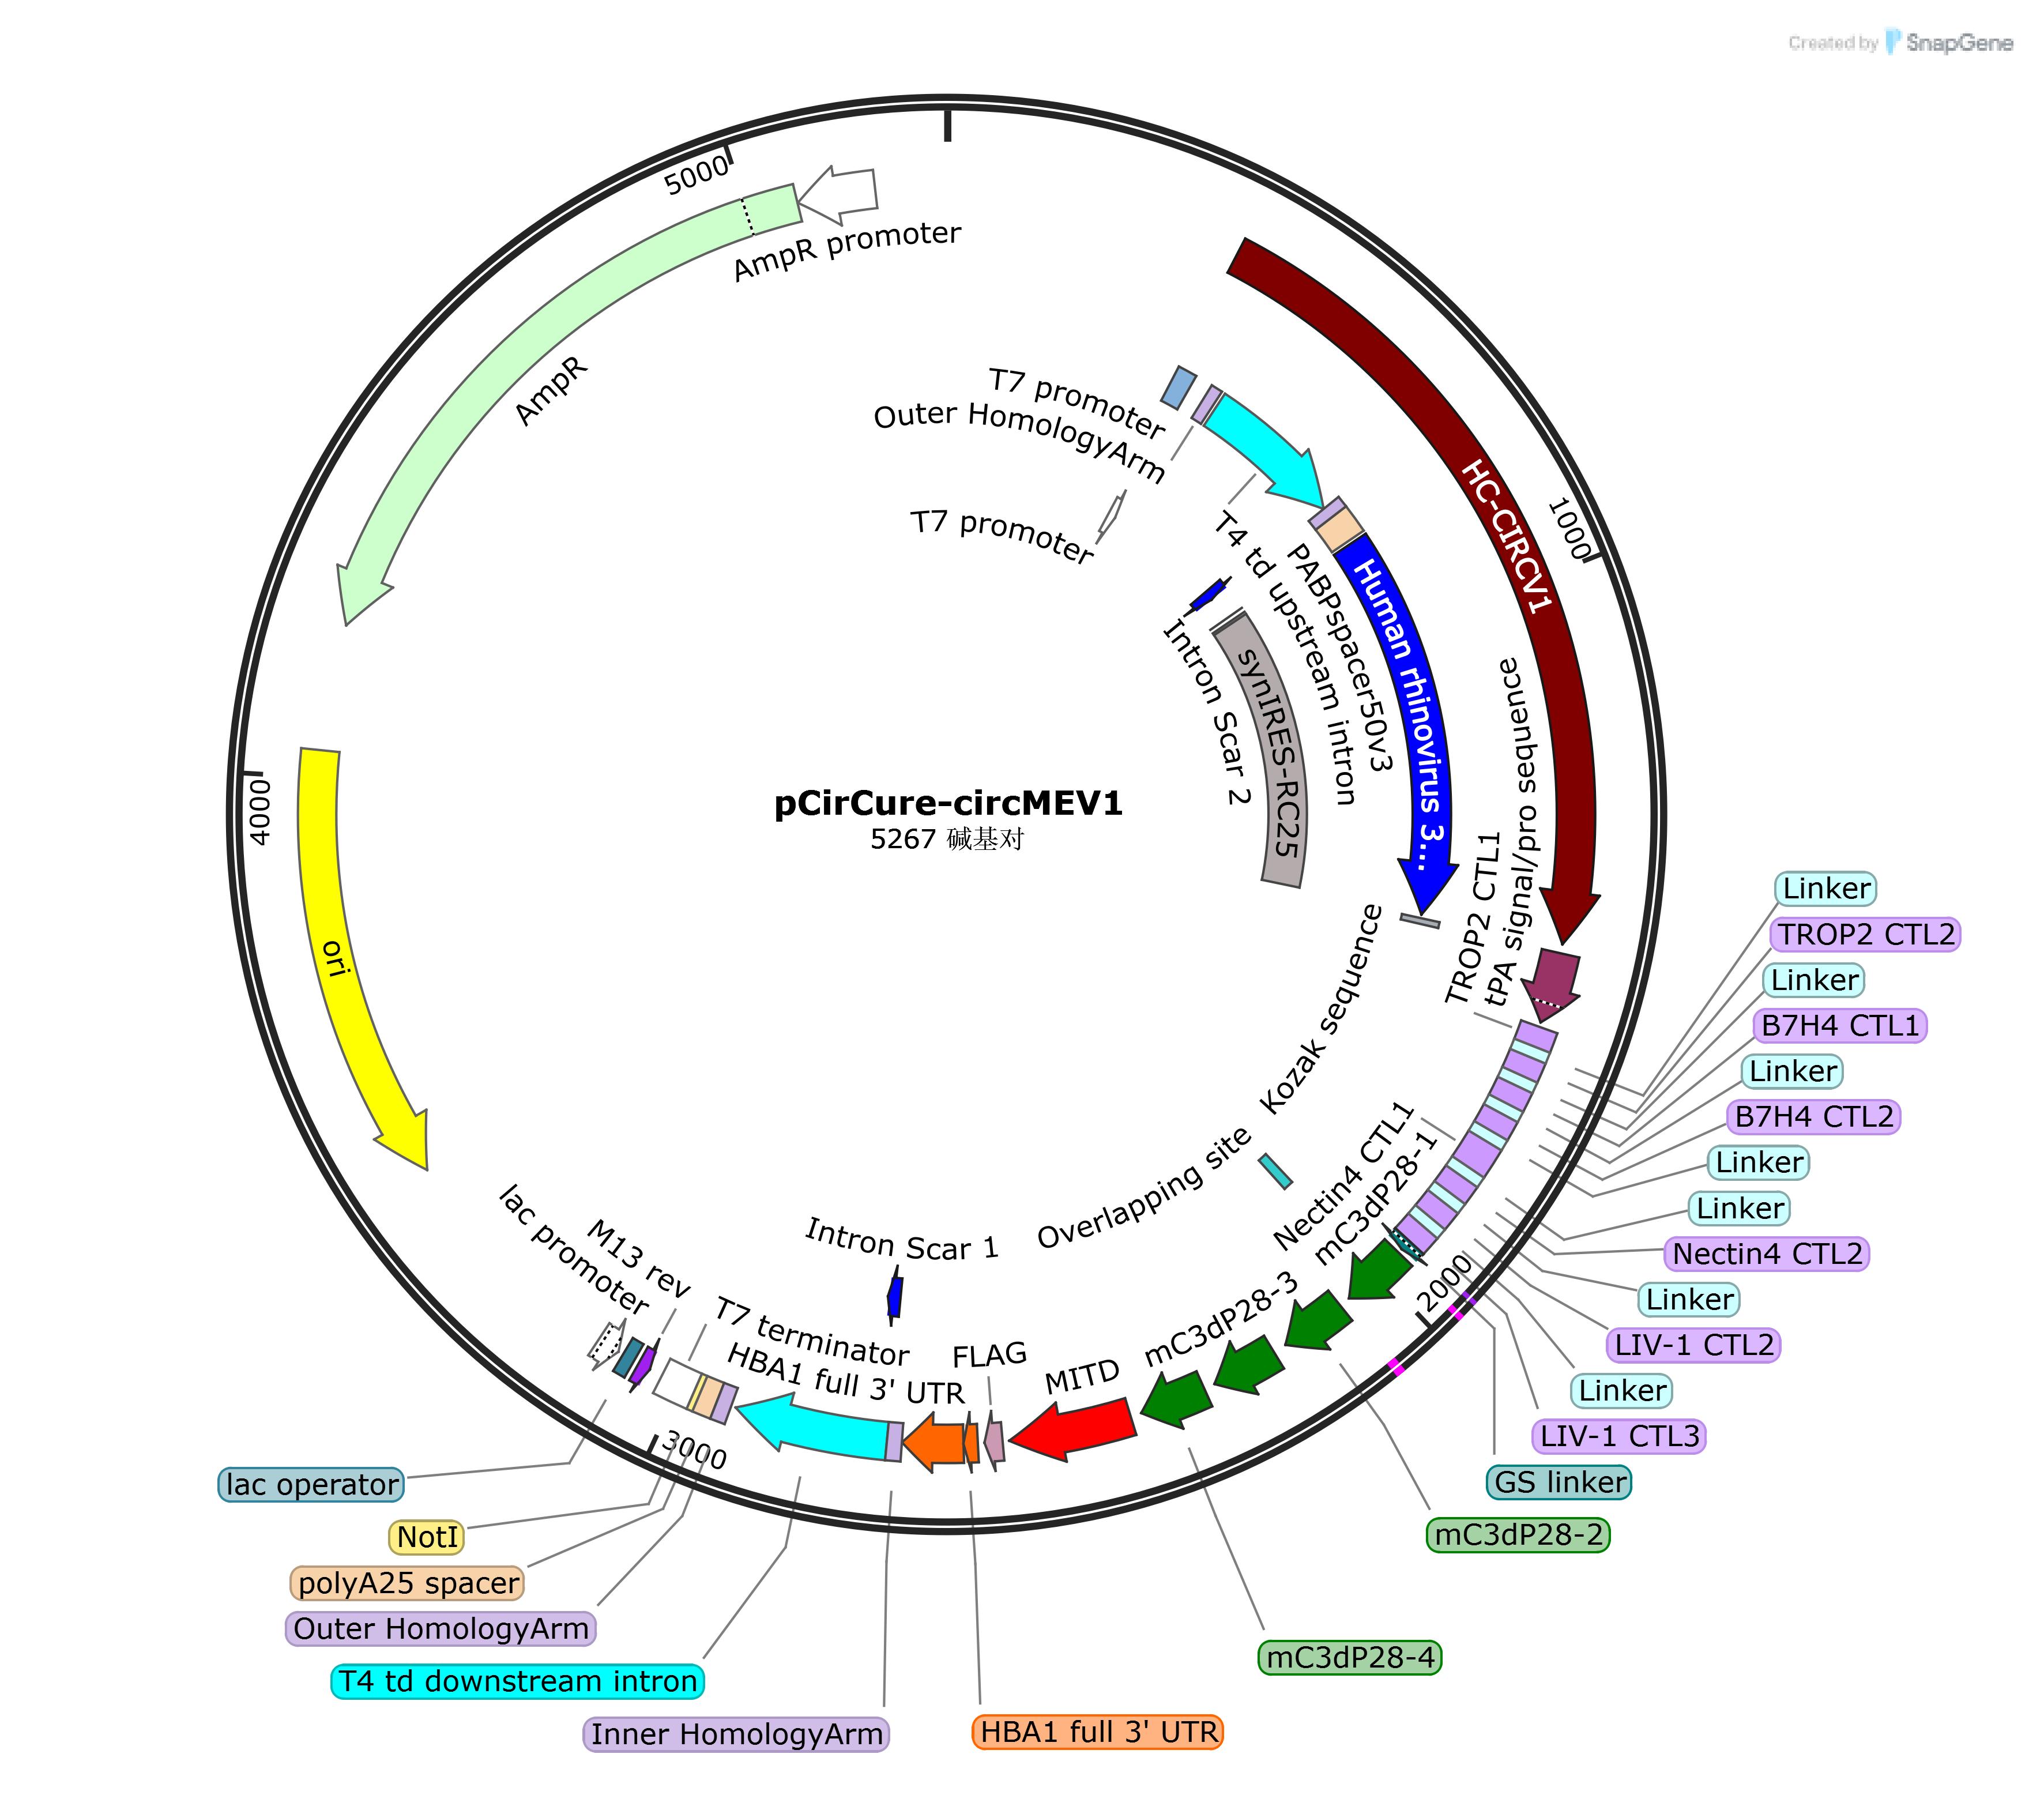 Created by SnapGene
5000
AmpR promoter
AmpR
T7 promoter
Outer HomologyArm
T7 promoter
HC-CIRCV1
1000
T4 td upstream intron
PABPspacer50v3
Human rhinovirus 3...
Intron Scar 2
synIRES-RC25
tPA signal/pro sequence
TROP2 CTL1
pCirCure-circMEV1
5267 碱基对
4000
ori
Kozak sequence
Linker
TROP2 CTL2
Linker
B7H4 CTL1
Linker
B7H4 CTL2
Linker
Linker
Nectin4 CTL2
Linker
LIV-1 CTL2
Linker
LIV-1 CTL3
GS linker
mC3dP28-2
mC3dP28-4
Nectin4 CTL1
mC3dP28-1
2000
Overlapping site
mC3dP28-3
Intron Scar 1
lac promoter
M13 rev
T7 terminator
HBA1 full 3' UTR
FLAG
MITD
3000
lac operator
NotI
polyA25 spacer
Outer HomologyArm
T4 td downstream intron
Inner HomologyArm
HBA1 full 3' UTR